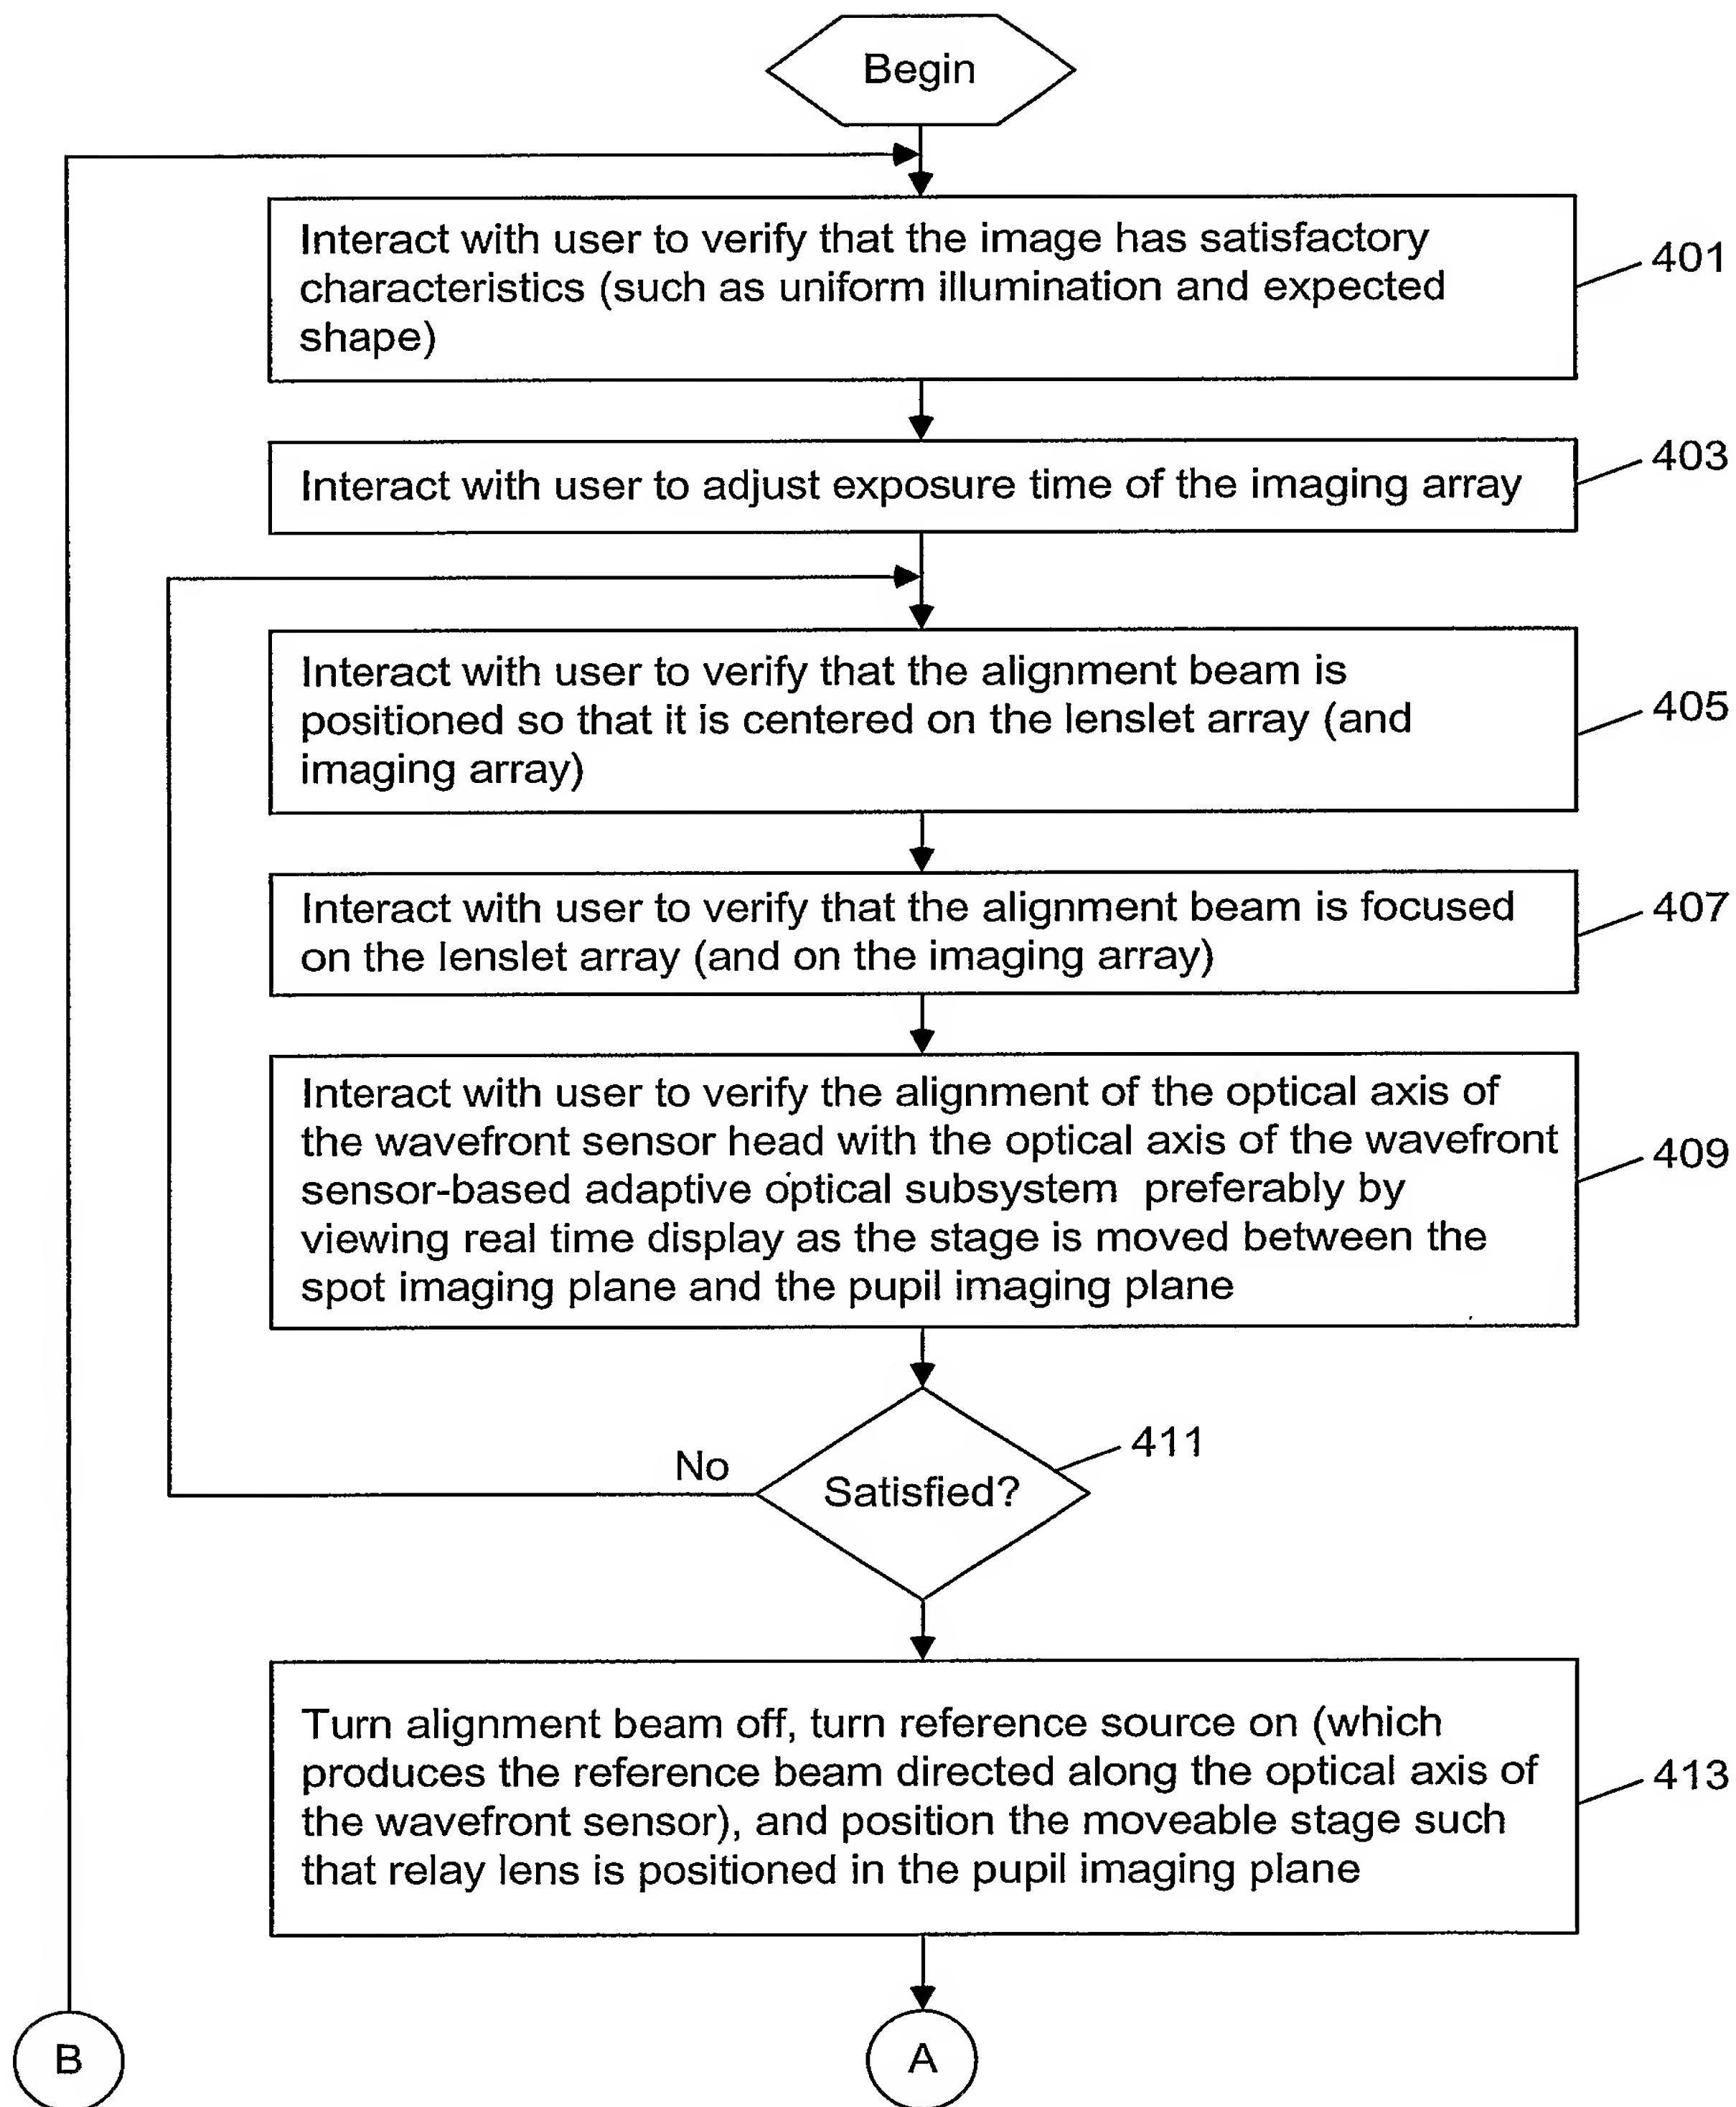 Begin
Interact with user to verify that the image has satisfactory
characteristics (such as uniform illumination and expected
shape)
401
Interact with user to adjust exposure time of the imaging array
403
Interact with user to verify that the alignment beam is
positioned so that it is centered on the lenslet array (and
imaging array)
405
Interact with user to verify that the alignment beam is focused
on the lenslet array (and on the imaging array)
407
Interact with user to verify the alignment of the optical axis of
the wavefront sensor head with the optical axis of the wavefront
sensor-based adaptive optical subsystem preferably by
viewing real time display as the stage is moved between the
spot imaging plane and the pupil imaging plane
409
411
No
Satisfied?
Turn alignment beam off, turn reference source on (which
produces the reference beam directed along the optical axis of
the wavefront sensor), and position the moveable stage such
that relay lens is positioned in the pupil imaging plane
413
B
A